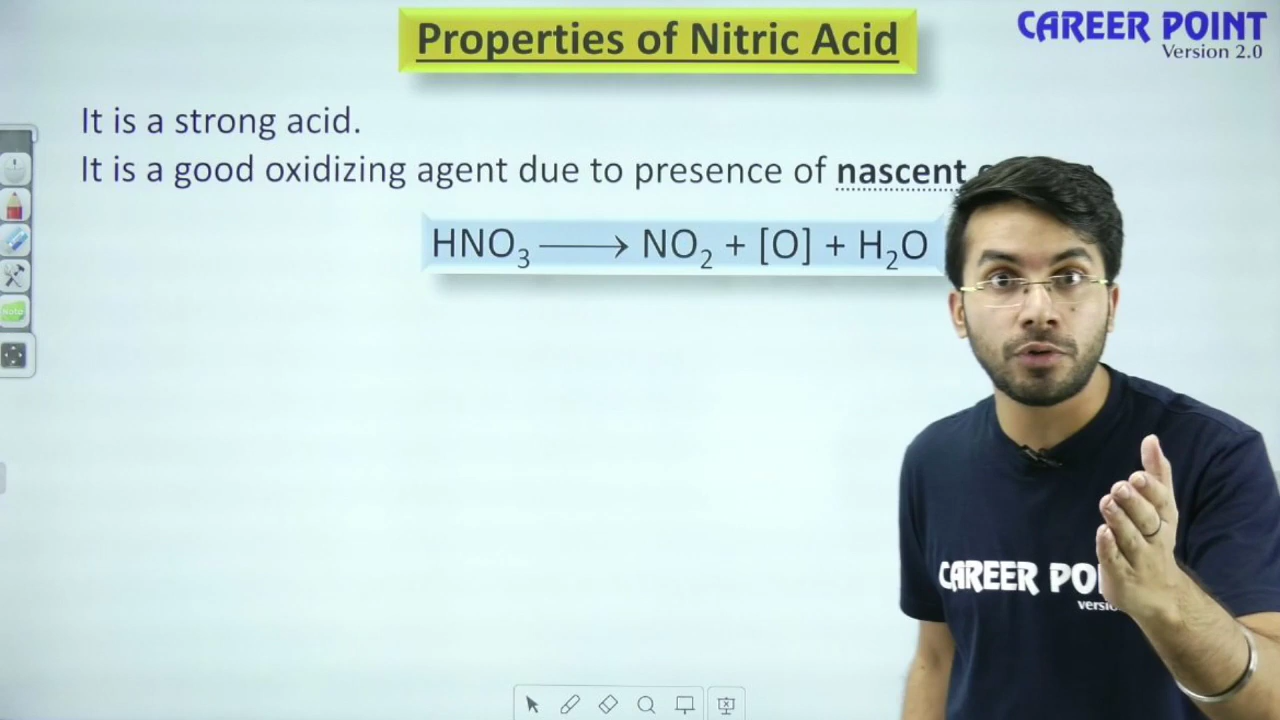 Properties of Nitric Acid
CAREER POINT
Version 2.0
It is a strong acid.
It is a good oxidizing agent due to presence of nascent
HNO₃ ⟶ NO₂ + [O] + H₂O
Note
CAREER